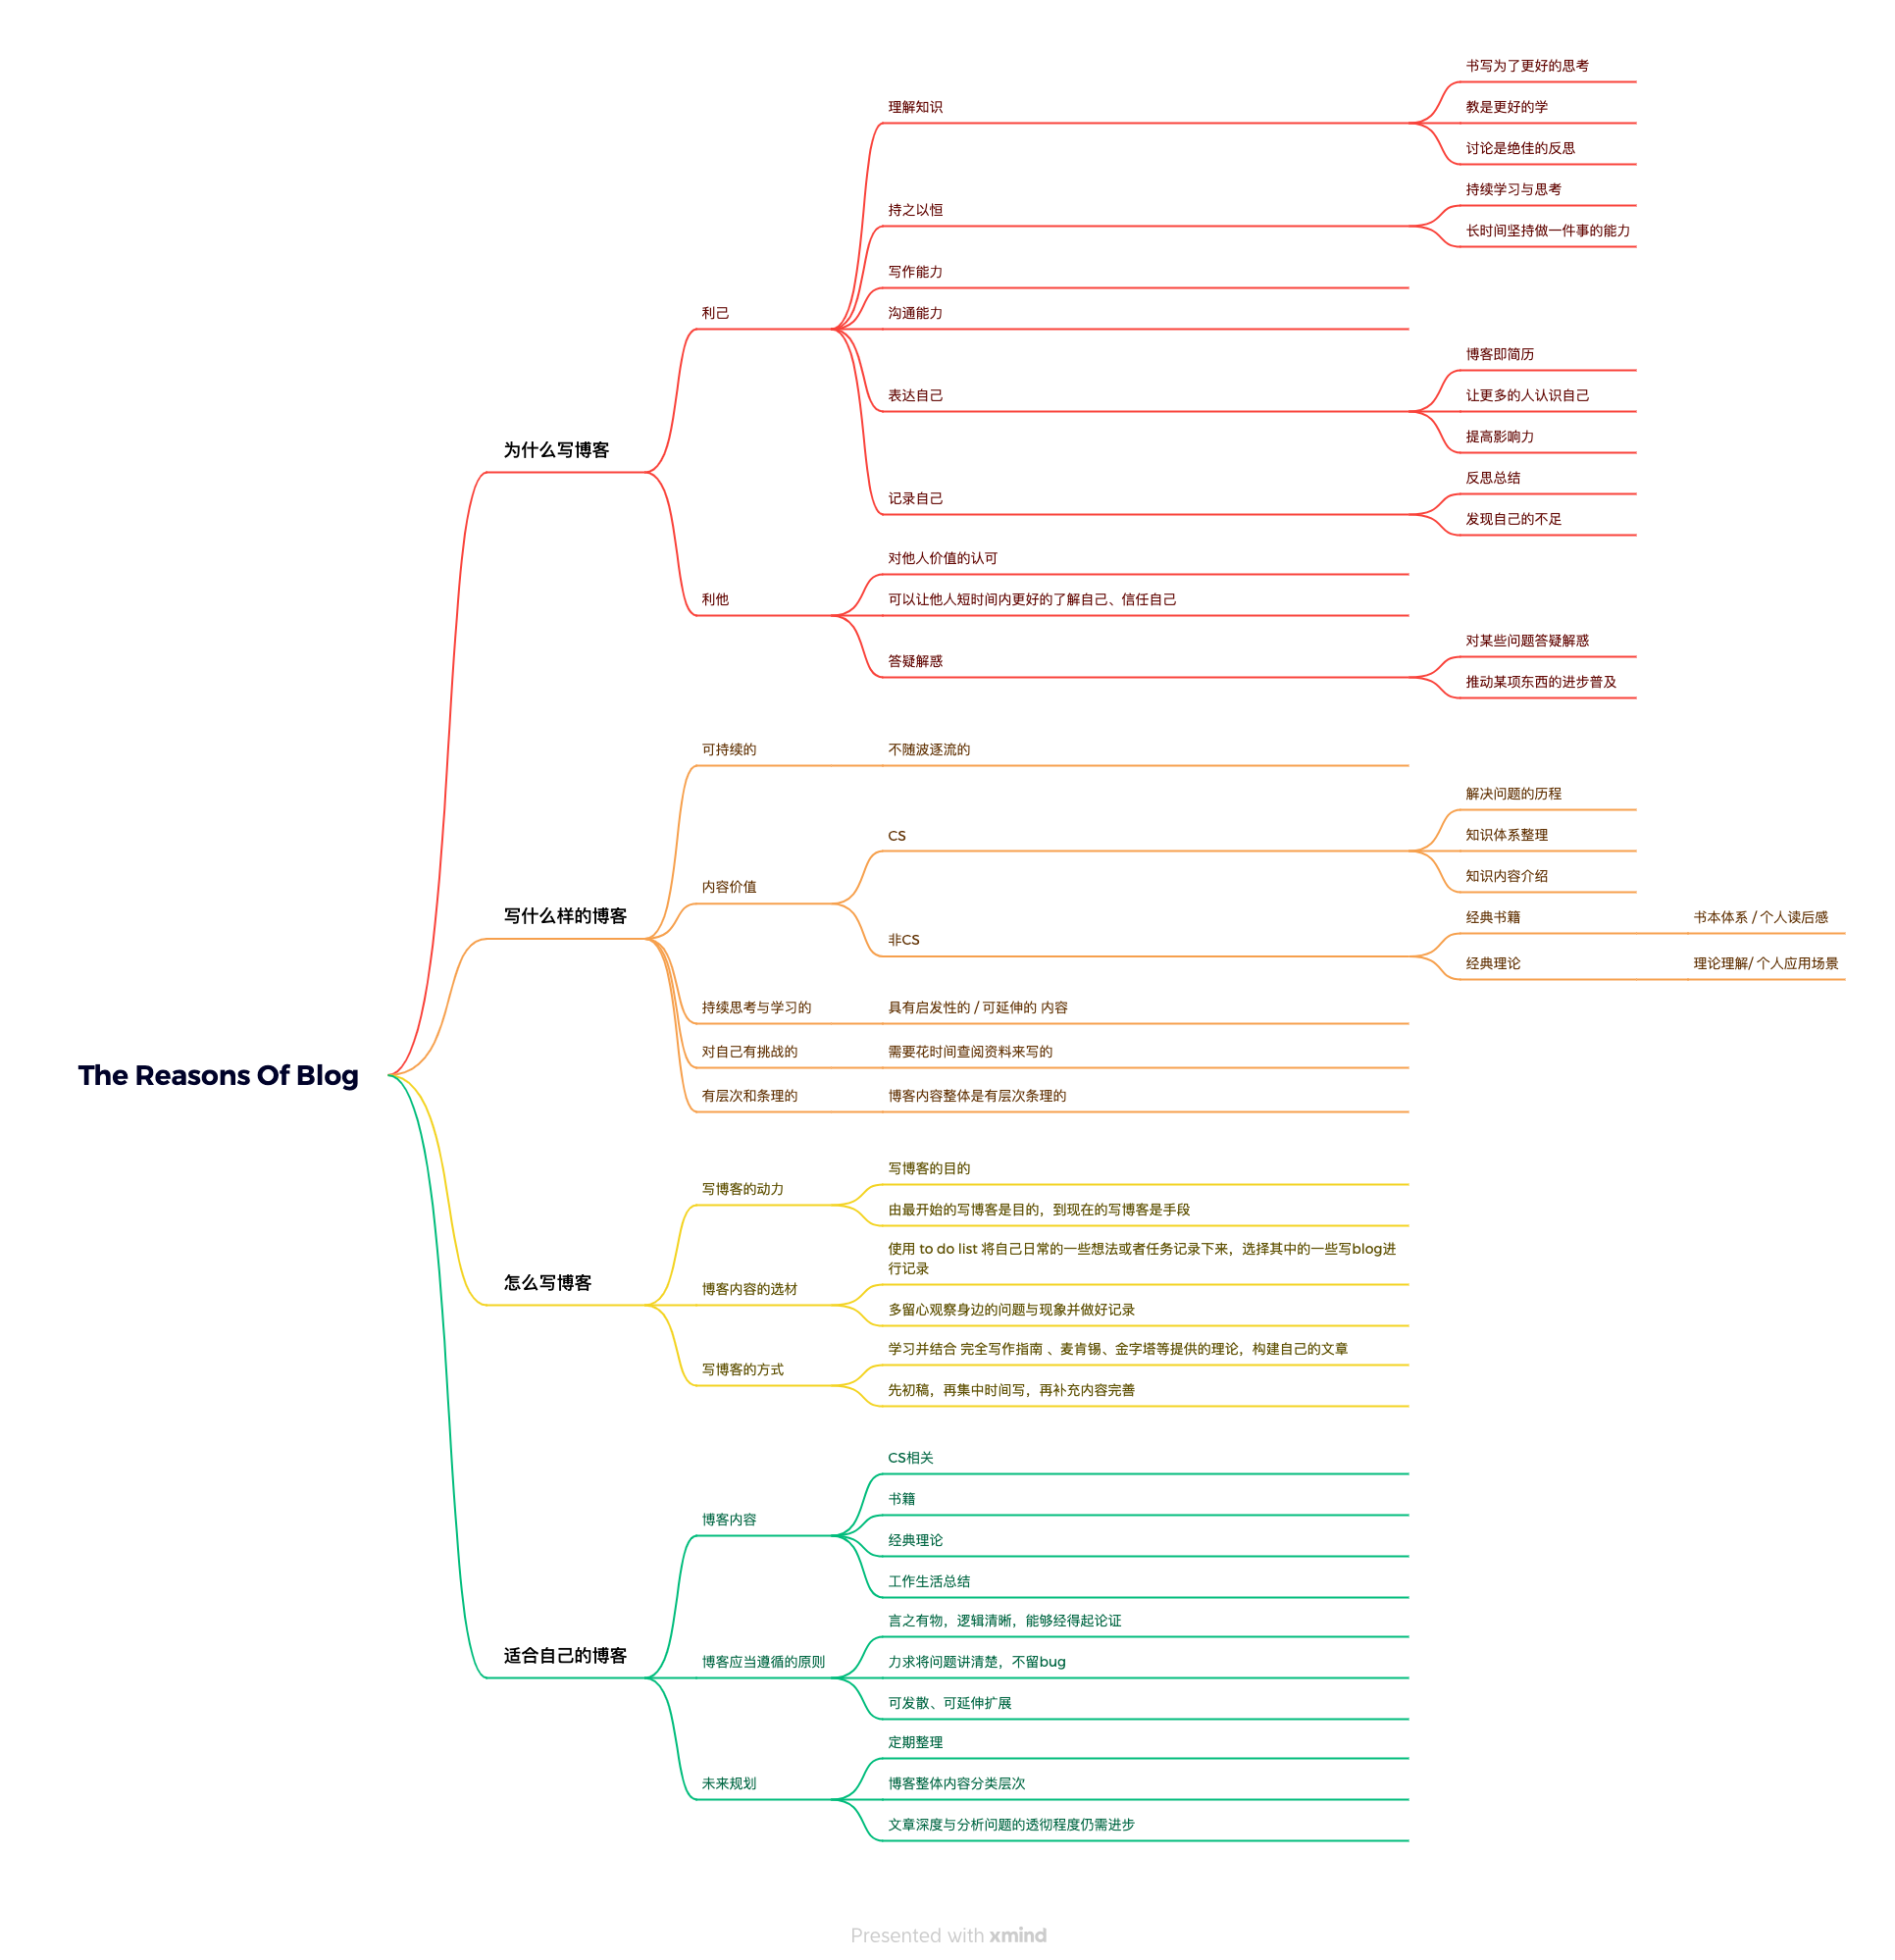 The Reasons Of Blog
为什么写博客
利己
理解知识
书写为了更好的思考
教是更好的学
讨论是绝佳的反思
持之以恒
持续学习与思考
长时间坚持做一件事的能力
写作能力
沟通能力
表达自己
博客即简历
让更多的人认识自己
提高影响力
记录自己
反思总结
发现自己的不足
利他
对他人价值的认可
可以让他人短时间内更好的了解自己、信任自己
答疑解惑
对某些问题答疑解惑
推动某项东西的进步普及
写什么样的博客
可持续的
不随波逐流的
内容价值
CS
解决问题的历程
知识体系整理
知识内容介绍
非CS
经典书籍
书本体系 / 个人读后感
经典理论
理论理解/ 个人应用场景
持续思考与学习的
具有启发性的 / 可延伸的 内容
对自己有挑战的
需要花时间查阅资料来写的
有层次和条理的
博客内容整体是有层次条理的
怎么写博客
写博客的动力
写博客的目的
由最开始的写博客是目的，到现在的写博客是手段
博客内容的选材
使用 to do list 将自己日常的一些想法或者任务记录下来，选择其中的一些写blog进
行记录
多留心观察身边的问题与现象并做好记录
写博客的方式
学习并结合 完全写作指南 、麦肯锡、金字塔等提供的理论，构建自己的文章
先初稿，再集中时间写，再补充内容完善
适合自己的博客
博客内容
CS相关
书籍
经典理论
工作生活总结
博客应当遵循的原则
言之有物，逻辑清晰，能够经得起论证
力求将问题讲清楚，不留bug
可发散、可延伸扩展
未来规划
定期整理
博客整体内容分类层次
文章深度与分析问题的透彻程度仍需进步
Presented with xmind